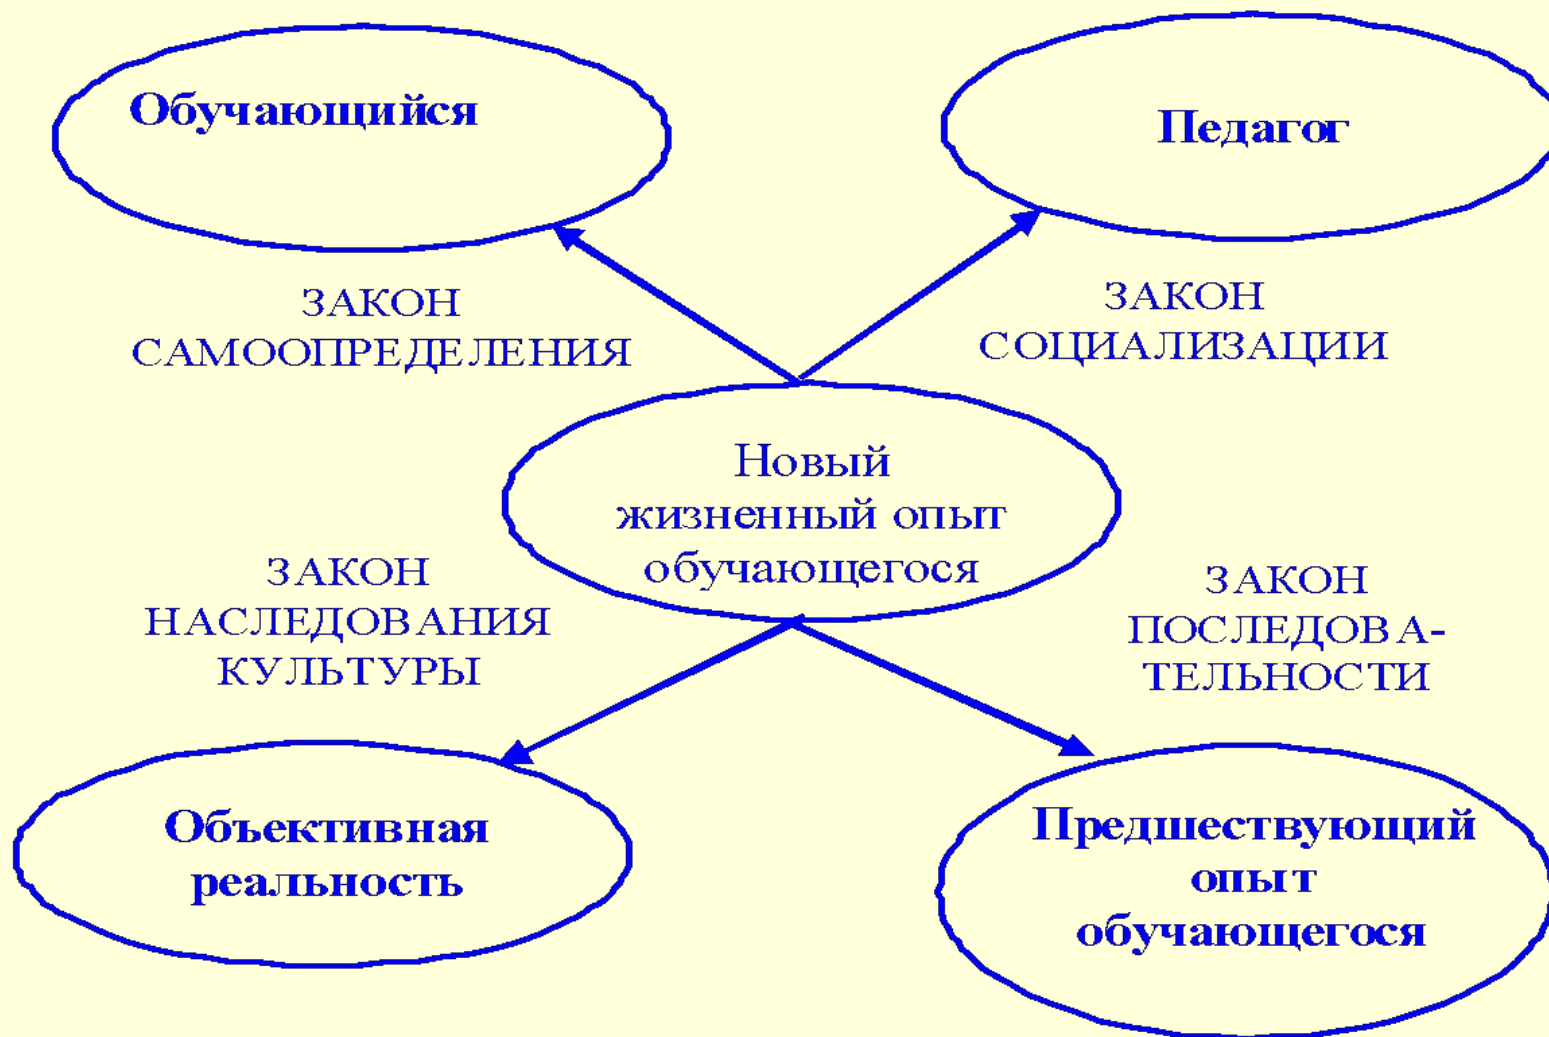 Обучающийся
Педагог
ЗАКОН
САМООПРЕДЕЛЕНИЯ
ЗАКОН
СОЦИАЛИЗАЦИИ
Новый
жизненный опыт
обучающегося
ЗАКОН
НАСЛЕДОВАНИЯ
КУЛЬТУРЫ
ЗАКОН
ПОСЛЕДОВА-
ТЕЛЬНОСТИ
Объективная
реальность
Предшествующий
опыт
обучающегося